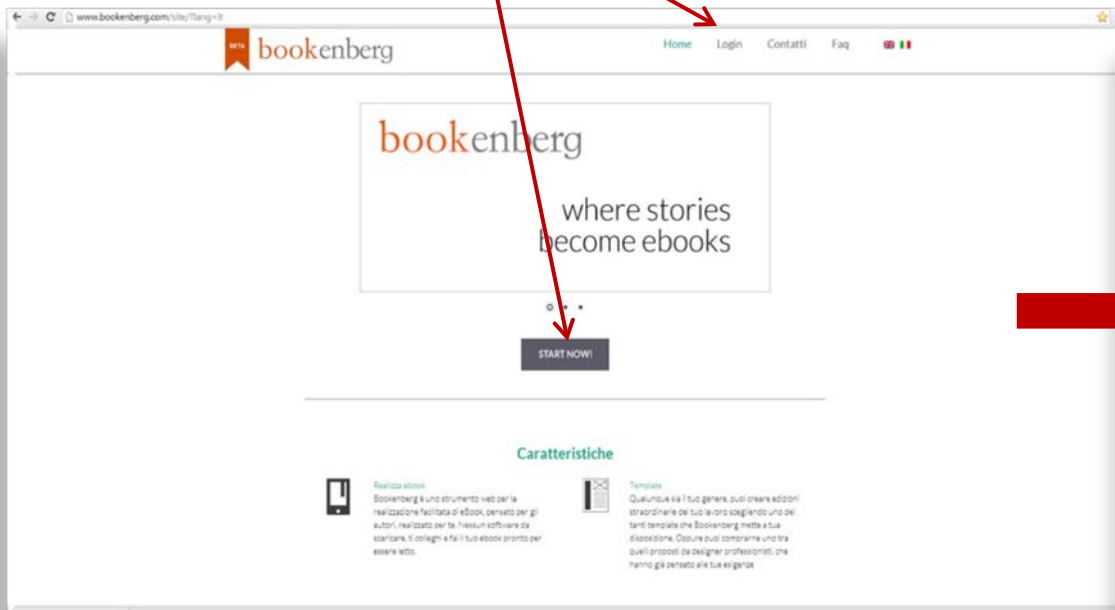 www.bookenberg.com/site/?lang=it
BETA
bookenberg
Home Login Contatti Faq
bookenberg
where stories
become ebooks
START NOW!
Caratteristiche
Realizza ebook
Bookenberg è uno strumento web per la
realizzazione facilitata di eBook, pensato per gli
autori, realizzato per te. Nessun software da
scaricare, ti colleghi e fai il tuo ebook pronto per
essere letto.
Template
Qualunque sia il tuo genere, puoi creare edizioni
straordinarie del tuo lavoro scegliendo uno dei
tanti template che Bookenberg mette a tua
disposizione. Oppure puoi comprarne uno tra
quelli proposti da designer professionisti, che
hanno già pensato alle tue esigenze